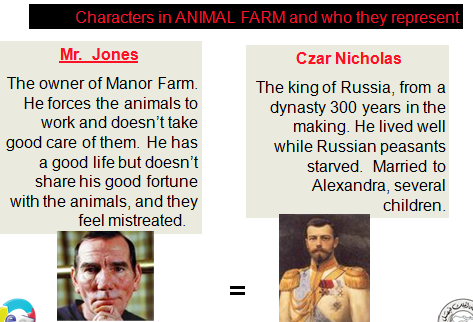 Characters in ANIMAL FARM and who they represent
Mr. Jones
The owner of Manor Farm.
He forces the animals to
work and doesn't take
good care of them. He has
a good life but doesn't
share his good fortune
with the animals, and they
feel mistreated.
Czar Nicholas
The king of Russia, from a
dynasty 300 years in the
making. He lived well
while Russian peasants
starved. Married to
Alexandra, several
children.
=